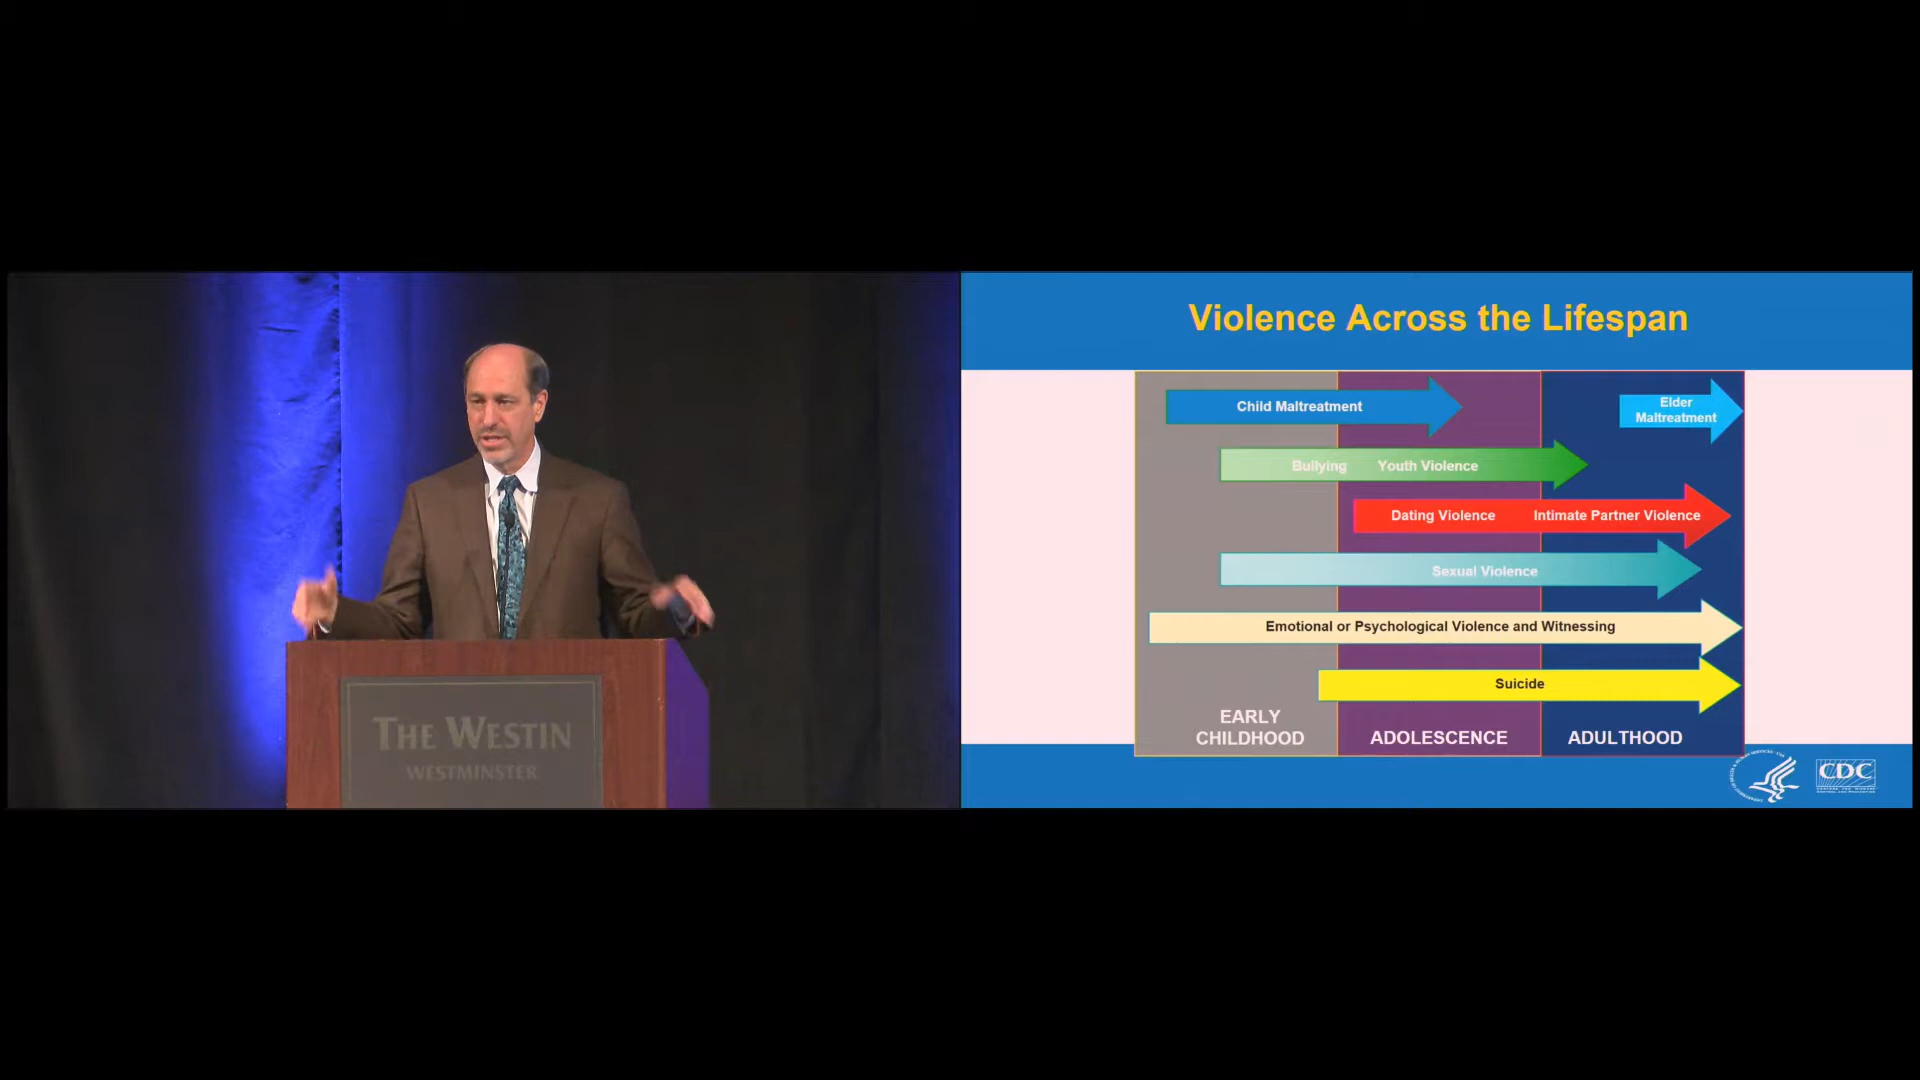 THE WESTIN
WESTMINSTER
Violence Across the Lifespan
Child Maltreatment
Elder
Maltreatment
Bullying Youth Violence
Dating Violence Intimate Partner Violence
Sexual Violence
Emotional or Psychological Violence and Witnessing
Suicide
EARLY
CHILDHOOD
ADOLESCENCE
ADULTHOOD
CDC